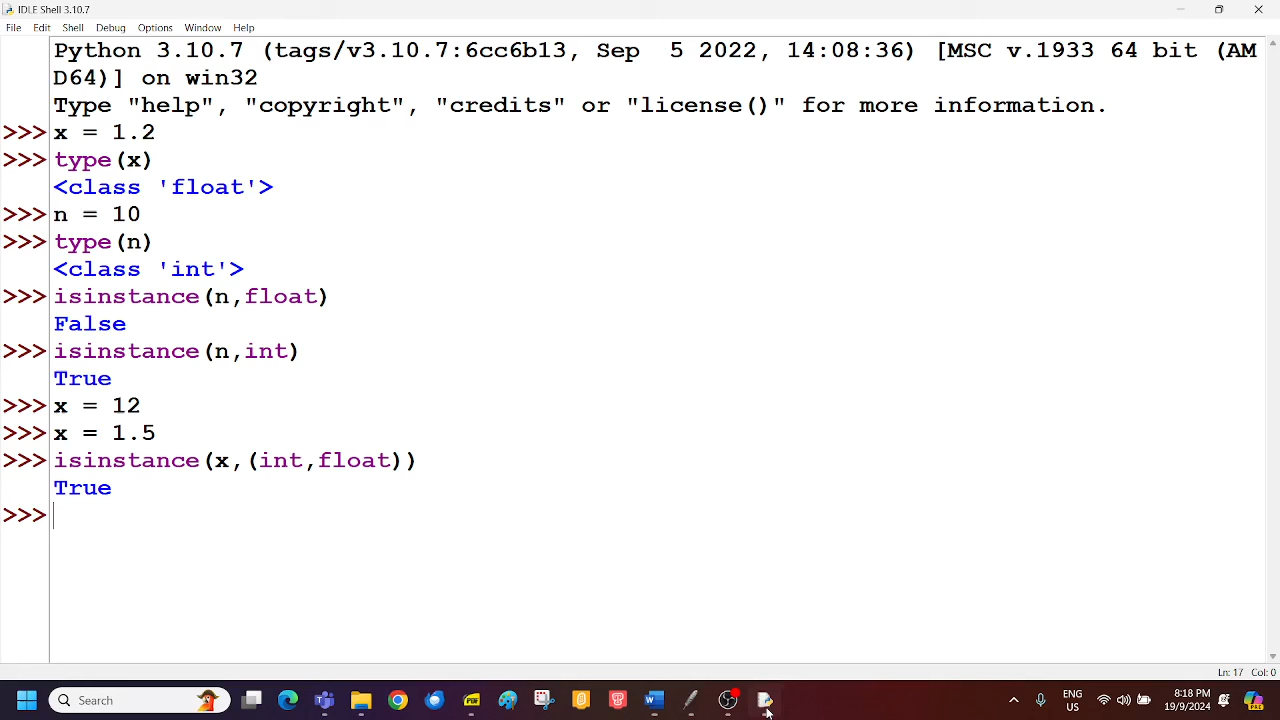 IDLE Shell 3.10.7
File Edit Shell Debug Options Window Help
Python 3.10.7 (tags/v3.10.7:6cc6b13, Sep  5 2022, 14:08:36) [MSC v.1933 64 bit (AM
D64)] on win32
Type "help", "copyright", "credits" or "license()" for more information.
>>> x = 1.2
>>> type(x)
<class 'float'>
>>> n = 10
>>> type(n)
<class 'int'>
>>> isinstance(n,float)
False
>>> isinstance(n,int)
True
>>> x = 12
>>> x = 1.5
>>> isinstance(x,(int,float))
True
>>>
Ln: 17 Col: 0
Search
ENG
US
8:18 PM
19/9/2024